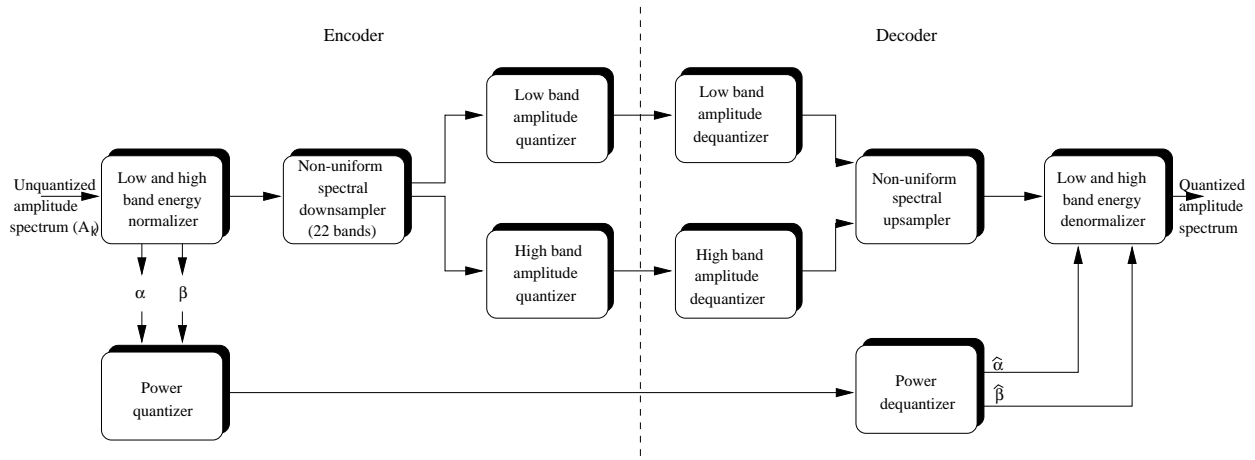 Encoder
Decoder
Low band
amplitude
quantizer
Low band
amplitude
dequantizer
Unquantized
amplitude
spectrum (A_k)
Low and high
band energy
normalizer
Non-uniform
spectral
downsampler
(22 bands)
Non-uniform
spectral
upsampler
Low and high
band energy
denormalizer
Quantized
amplitude
spectrum
High band
amplitude
quantizer
High band
amplitude
dequantizer
α
β
Power
quantizer
Power
dequantizer
α̂
β̂